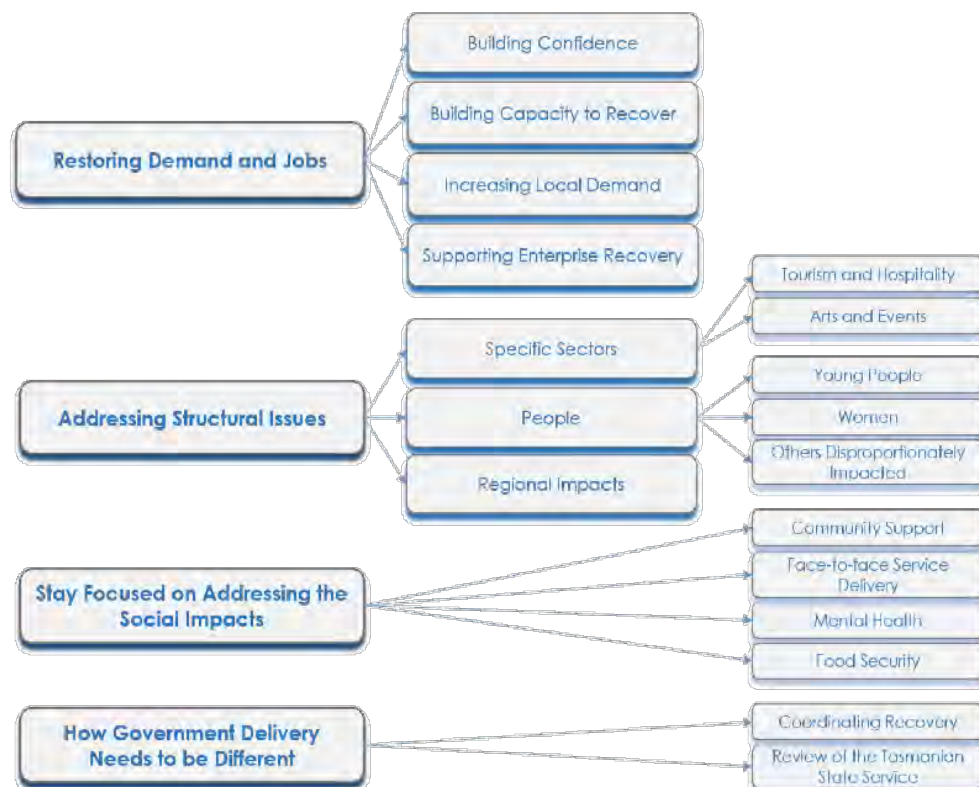 Restoring Demand and Jobs
Building Confidence
Building Capacity to Recover
Increasing Local Demand
Supporting Enterprise Recovery
Addressing Structural Issues
Specific Sectors
Tourism and Hospitality
Arts and Events
People
Young People
Women
Others Disproportionately
Impacted
Regional Impacts
Stay Focused on Addressing the
Social Impacts
Community Support
Face-to-face Service
Delivery
Mental Health
Food Security
How Government Delivery
Needs to be Different
Coordinating Recovery
Review of the Tasmanian
State Service